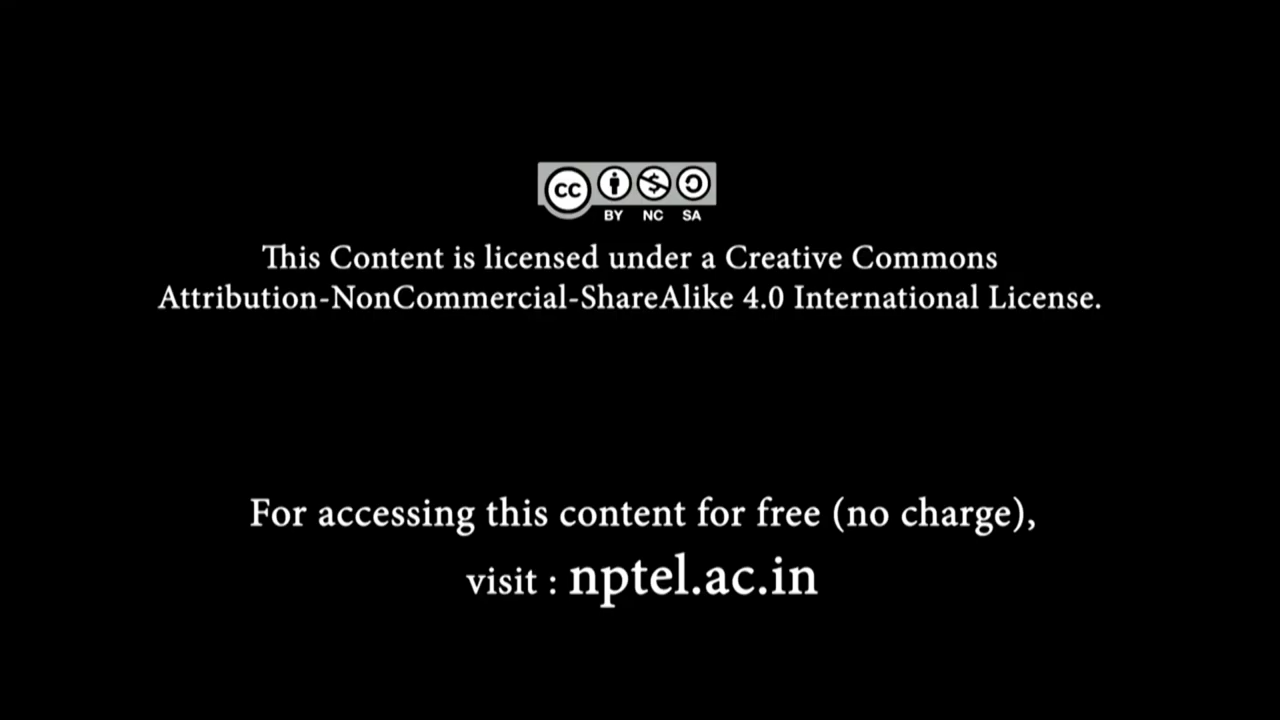 cc BY NC SA
This Content is licensed under a Creative Commons
Attribution-NonCommercial-ShareAlike 4.0 International License.
For accessing this content for free (no charge),
visit : nptel.ac.in